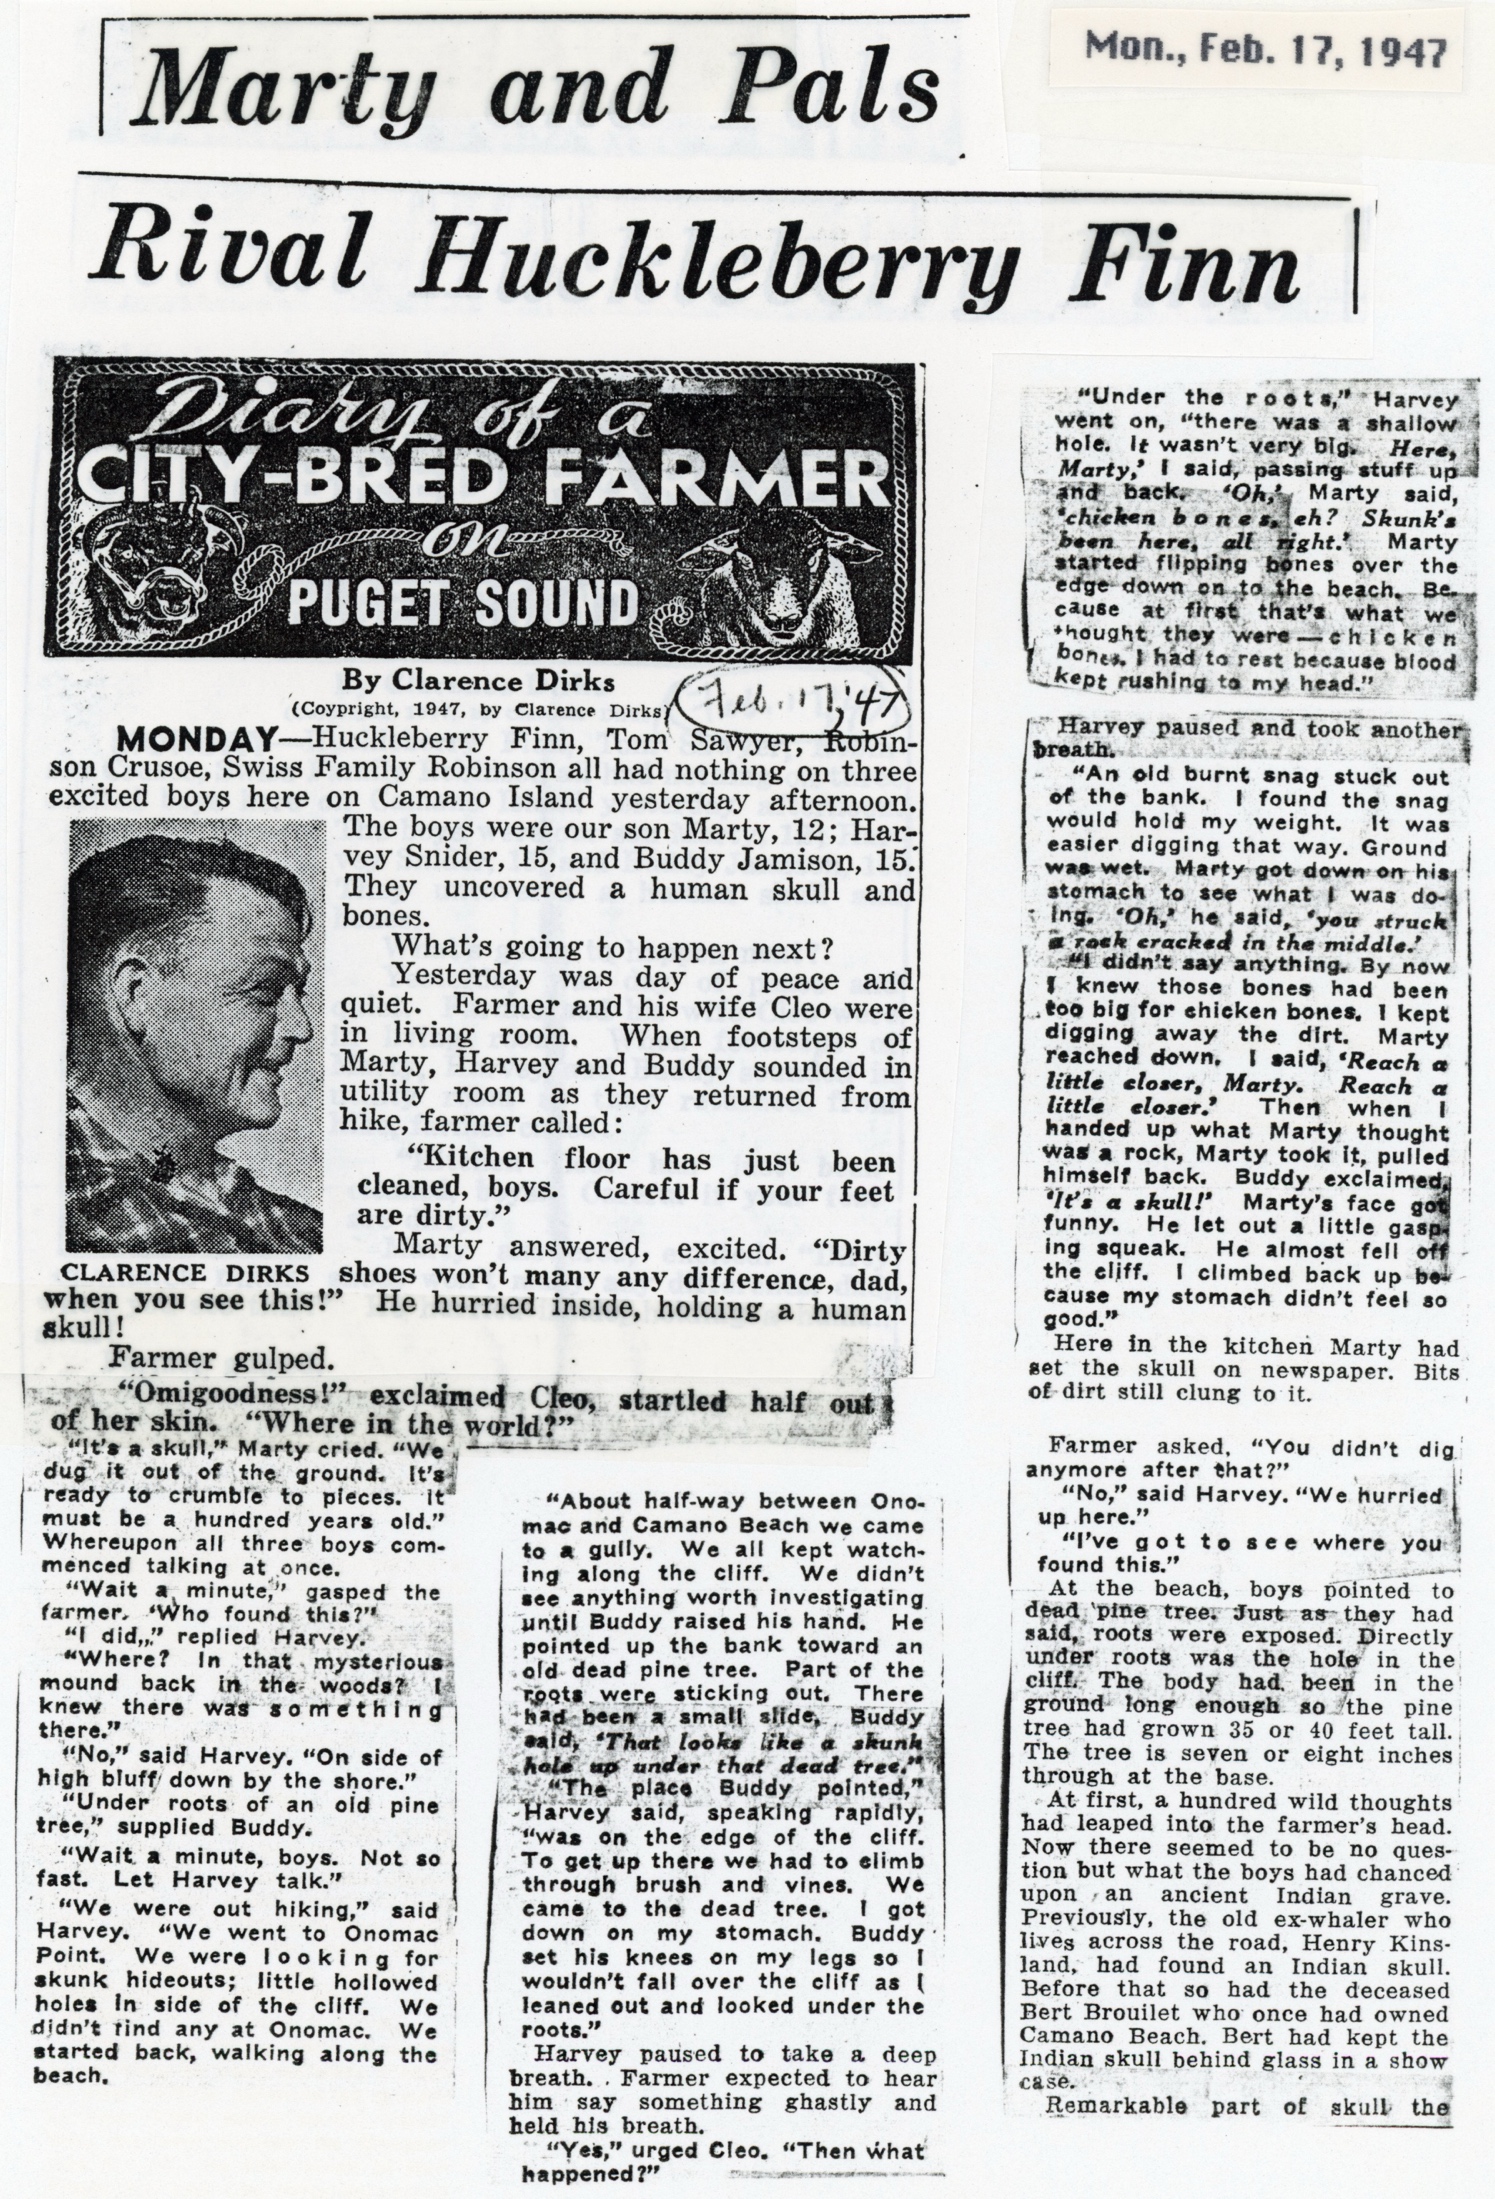 Mon., Feb. 17, 1947
Marty and Pals
Rival Huckleberry Finn
Diary of a
CITY-BRED FARMER
on
PUGET SOUND
By Clarence Dirks
(Coypright, 1947, by Clarence Dirks)
Feb. 17, '47
MONDAY—Huckleberry Finn, Tom Sawyer, Robin-
son Crusoe, Swiss Family Robinson all had nothing on three
excited boys here on Camano Island yesterday afternoon.
The boys were our son Marty, 12; Har-
vey Snider, 15, and Buddy Jamison, 15.
They uncovered a human skull and
bones.
What's going to happen next?
Yesterday was day of peace and
quiet. Farmer and his wife Cleo were
in living room. When footsteps of
Marty, Harvey and Buddy sounded in
utility room as they returned from
hike, farmer called:
"Kitchen floor has just been
cleaned, boys. Careful if your feet
are dirty."
Marty answered, excited. "Dirty
CLARENCE DIRKS
shoes won't many any difference, dad,
when you see this!" He hurried inside, holding a human
skull!
Farmer gulped.
"Omigoodness!" exclaimed Cleo, startled half out
of her skin. "Where in the world?"
"It's a skull," Marty cried. "We
dug it out of the ground. It's
ready to crumble to pieces. It
must be a hundred years old."
Whereupon all three boys com-
menced talking at once.
"Wait a minute," gasped the
farmer. 'Who found this?"
"I did,," replied Harvey.
"Where? In that mysterious
mound back in the woods? I
knew there was something
there."
"No," said Harvey. "On side of
high bluff down by the shore."
"Under roots of an old pine
tree," supplied Buddy.
"Wait a minute, boys. Not so
fast. Let Harvey talk."
"We were out hiking," said
Harvey. "We went to Onomac
Point. We were looking for
skunk hideouts; little hollowed
holes in side of the cliff. We
didn't find any at Onomac. We
started back, walking along the
beach.
"About half-way between Ono-
mac and Camano Beach we came
to a gully. We all kept watch-
ing along the cliff. We didn't
see anything worth investigating
until Buddy raised his hand. He
pointed up the bank toward an
old dead pine tree. Part of the
roots were sticking out. There
had been a small slide. Buddy
said, 'That looks like a skunk
hole up under that dead tree."
"The place Buddy pointed,"
Harvey said, speaking rapidly,
"was on the edge of the cliff.
To get up there we had to climb
through brush and vines. We
came to the dead tree. I got
down on my stomach. Buddy
set his knees on my legs so I
wouldn't fall over the cliff as I
leaned out and looked under the
roots."
Harvey paused to take a deep
breath. Farmer expected to hear
him say something ghastly and
held his breath.
"Yes," urged Cleo. "Then what
happened?"
"Under the roots," Harvey
went on, "there was a shallow
hole. It wasn't very big. Here,
Marty,' I said, passing stuff up
and back. 'Oh,' Marty said,
'chicken bones, eh? Skunk's
been here, all right.' Marty
started flipping bones over the
edge down on to the beach. Be-
cause at first that's what we
thought they were—chicken
bones. I had to rest because blood
kept rushing to my head."
Harvey paused and took another
breath.
"An old burnt snag stuck out
of the bank. I found the snag
would hold my weight. It was
easier digging that way. Ground
was wet. Marty got down on his
stomach to see what I was do-
ing. 'Oh,' he said, 'you struck
a rock cracked in the middle.'
"I didn't say anything. By now
I knew those bones had been
too big for chicken bones. I kept
digging away the dirt. Marty
reached down. I said, 'Reach a
little closer, Marty. Reach a
little closer.' Then when I
handed up what Marty thought
was a rock, Marty took it, pulled
himself back. Buddy exclaimed,
'It's a skull!' Marty's face got
funny. He let out a little gasp-
ing squeak. He almost fell off
the cliff. I climbed back up be-
cause my stomach didn't feel so
good."
Here in the kitchen Marty had
set the skull on newspaper. Bits
of dirt still clung to it.
Farmer asked, "You didn't dig
anymore after that?"
"No," said Harvey. "We hurried
up here."
"I've got to see where you
found this."
At the beach, boys pointed to
dead pine tree. Just as they had
said, roots were exposed. Directly
under roots was the hole in the
cliff. The body had been in the
ground long enough so the pine
tree had grown 35 or 40 feet tall.
The tree is seven or eight inches
through at the base.
At first, a hundred wild thoughts
had leaped into the farmer's head.
Now there seemed to be no ques-
tion but what the boys had chanced
upon an ancient Indian grave.
Previously, the old ex-whaler who
lives across the road, Henry Kins-
land, had found an Indian skull.
Before that so had the deceased
Bert Brouilet who once had owned
Camano Beach. Bert had kept the
Indian skull behind glass in a show
case.
Remarkable part of skull the